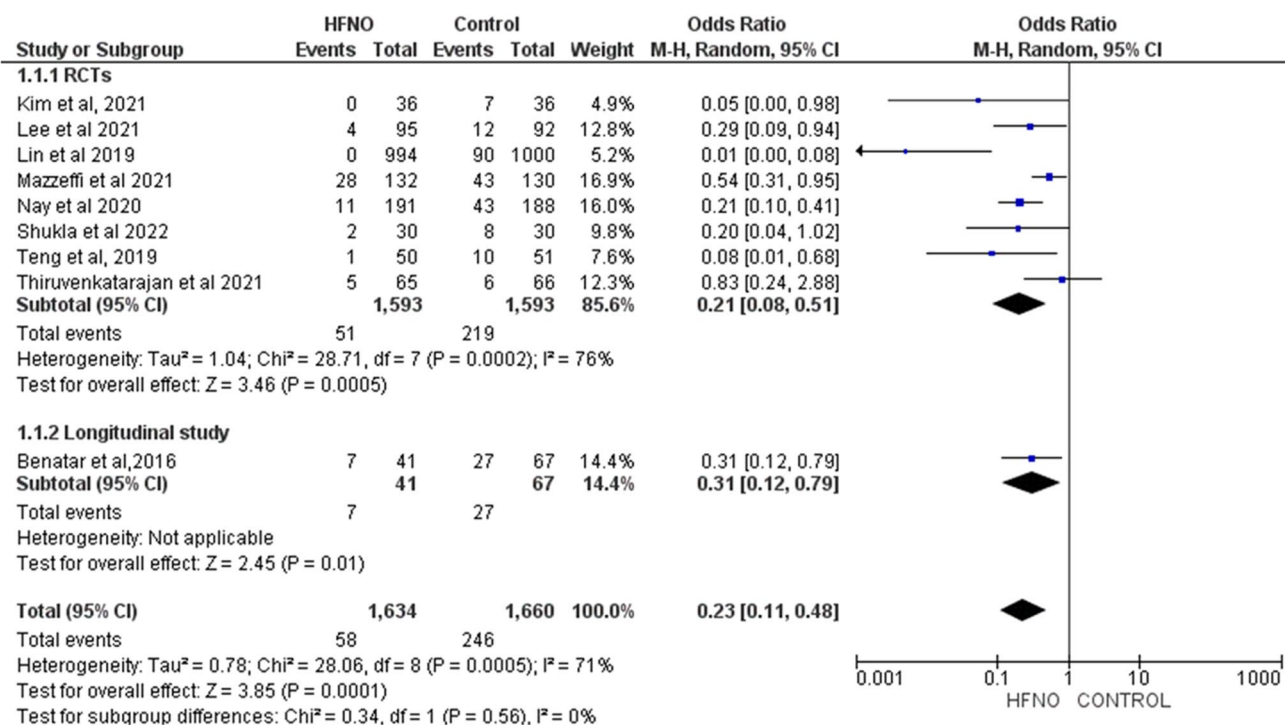 HFNO Control Odds Ratio Odds Ratio
Study or Subgroup Events Total Events Total Weight M-H, Random, 95% CI M-H, Random, 95% CI
1.1.1 RCTs
Kim et al, 2021 0 36 7 36 4.9% 0.05 [0.00, 0.98]
Lee et al 2021 4 95 12 92 12.8% 0.29 [0.09, 0.94]
Lin et al 2019 0 994 90 1000 5.2% 0.01 [0.00, 0.08]
Mazzeffi et al 2021 28 132 43 130 16.9% 0.54 [0.31, 0.95]
Nay et al 2020 11 191 43 188 16.0% 0.21 [0.10, 0.41]
Shukla et al 2022 2 30 8 30 9.8% 0.20 [0.04, 1.02]
Teng et al, 2019 1 50 10 51 7.6% 0.08 [0.01, 0.68]
Thiruvenkatarajan et al 2021 5 65 6 66 12.3% 0.83 [0.24, 2.88]
Subtotal (95% CI) 1,593 1,593 85.6% 0.21 [0.08, 0.51]
Total events 51 219
Heterogeneity: Tau² = 1.04; Chi² = 28.71, df = 7 (P = 0.0002); I² = 76%
Test for overall effect: Z = 3.46 (P = 0.0005)
1.1.2 Longitudinal study
Benatar et al,2016 7 41 27 67 14.4% 0.31 [0.12, 0.79]
Subtotal (95% CI) 41 67 14.4% 0.31 [0.12, 0.79]
Total events 7 27
Heterogeneity: Not applicable
Test for overall effect: Z = 2.45 (P = 0.01)
Total (95% CI) 1,634 1,660 100.0% 0.23 [0.11, 0.48]
Total events 58 246
Heterogeneity: Tau² = 0.78; Chi² = 28.06, df = 8 (P = 0.0005); I² = 71%
Test for overall effect: Z = 3.85 (P = 0.0001)
Test for subgroup differences: Chi² = 0.34, df = 1 (P = 0.56), I² = 0%
0.001 0.1 1 10 1000
HFNO CONTROL